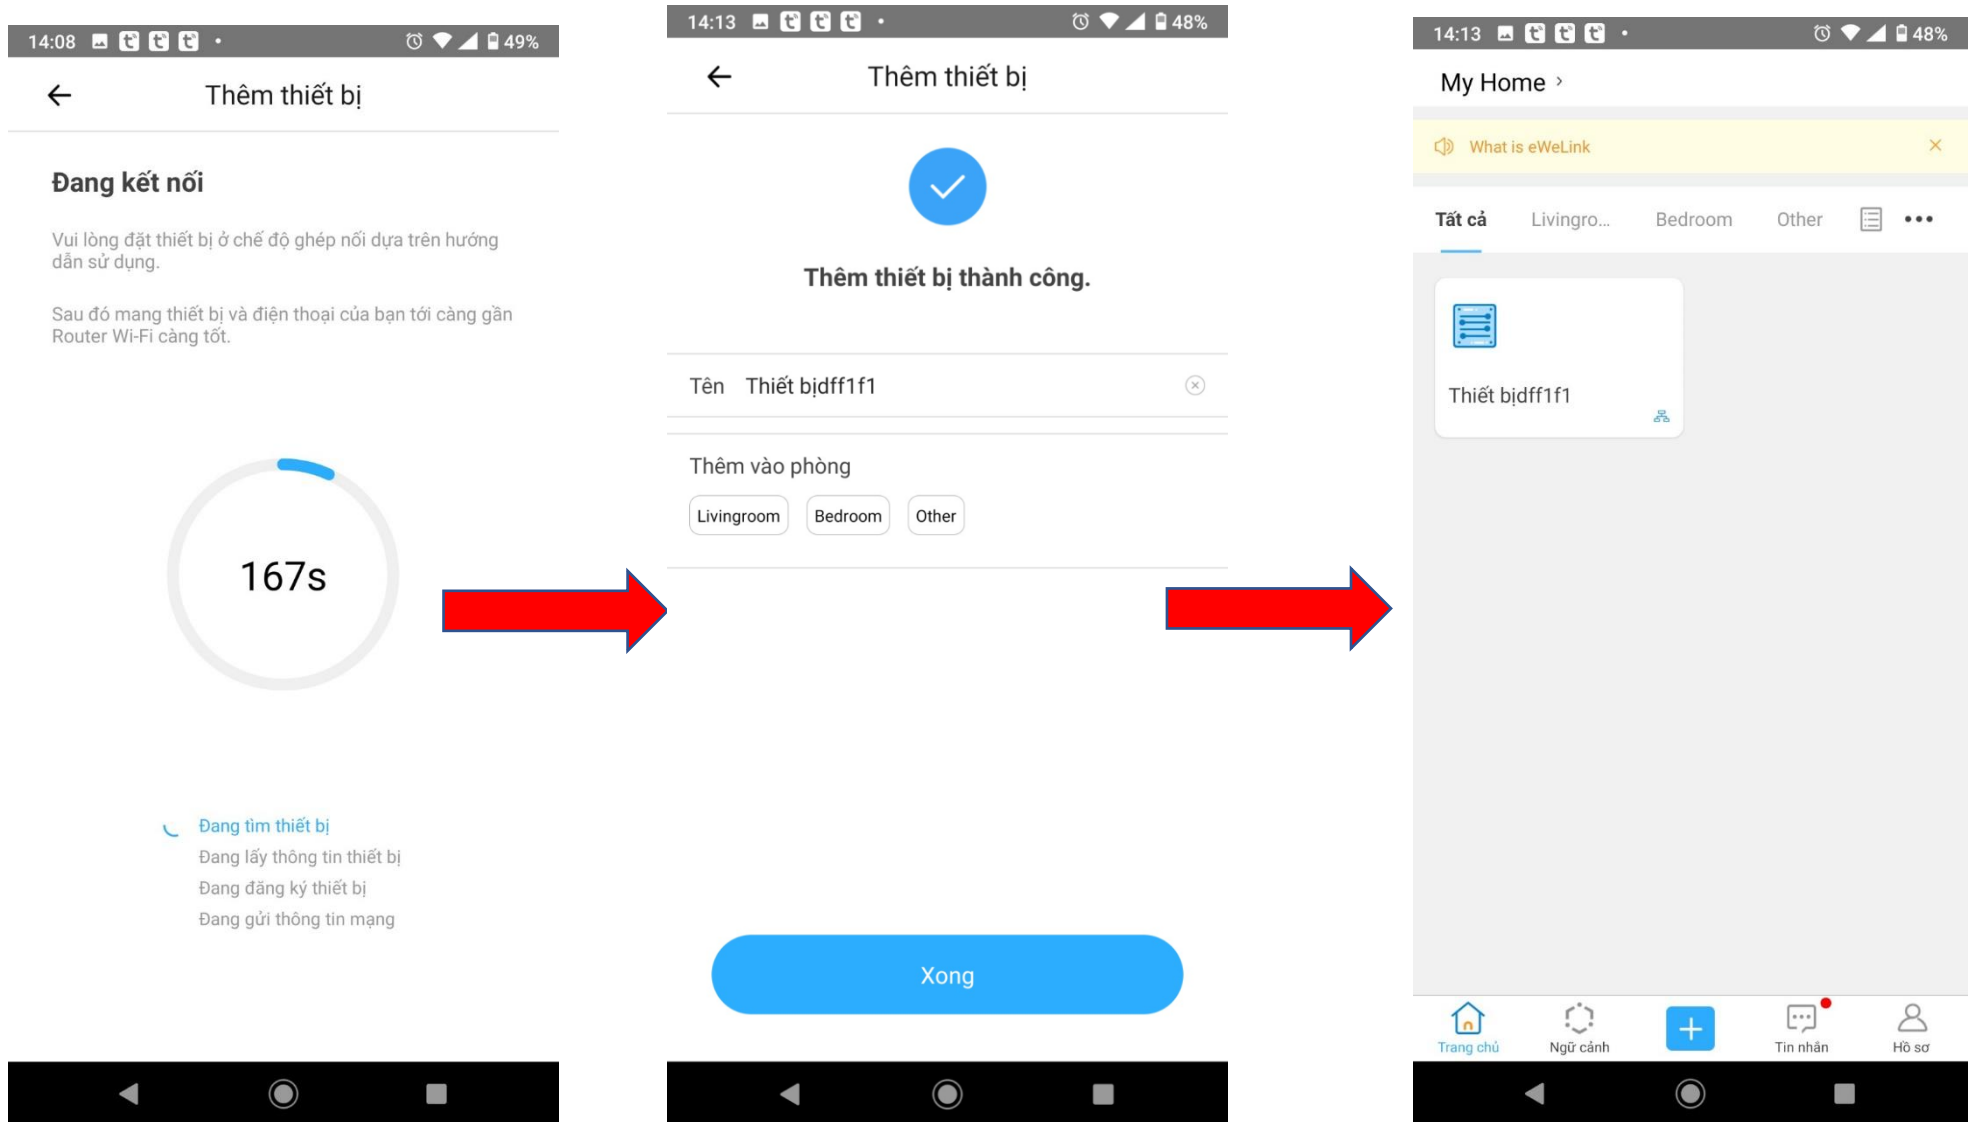 14:08
49%
Thêm thiết bị
Đang kết nối
Vui lòng đặt thiết bị ở chế độ ghép nối dựa trên hướng
dẫn sử dụng.
Sau đó mang thiết bị và điện thoại của bạn tới càng gần
Router Wi-Fi càng tốt.
167s
Đang tìm thiết bị
Đang lấy thông tin thiết bị
Đang đăng ký thiết bị
Đang gửi thông tin mạng
14:13
48%
Thêm thiết bị
Thêm thiết bị thành công.
Tên Thiết bịdff1f1
Thêm vào phòng
Livingroom Bedroom Other
Xong
14:13
48%
My Home
What is eWeLink
Tất cả Livingro... Bedroom Other
Thiết bịdff1f1
Trang chủ Ngữ cảnh Tin nhắn Hồ sơ